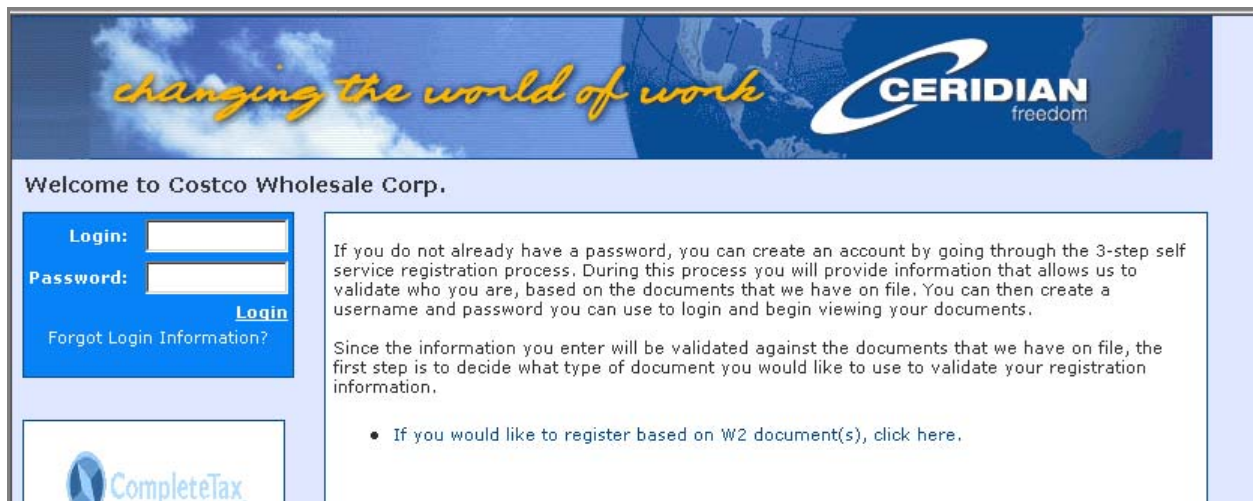 changing the world of work
CERIDIAN
freedom
Welcome to Costco Wholesale Corp.
Login:
Password:
Login
Forgot Login Information?
If you do not already have a password, you can create an account by going through the 3-step self
service registration process. During this process you will provide information that allows us to
validate who you are, based on the documents that we have on file. You can then create a
username and password you can use to login and begin viewing your documents.
Since the information you enter will be validated against the documents that we have on file, the
first step is to decide what type of document you would like to use to validate your registration
information.
• If you would like to register based on W2 document(s), click here.
CompleteTax